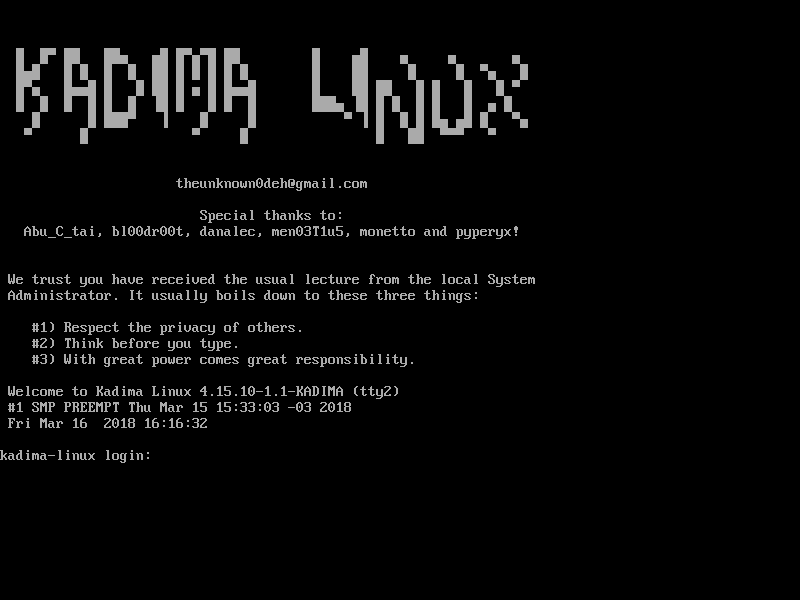 KADIMA LINUX
theunknown0deh@gmail.com
Special thanks to:
Abu_C_tai, bl00dr00t, danalec, men03T1u5, monetto and pyperyx!
We trust you have received the usual lecture from the local System
Administrator. It usually boils down to these three things:
#1) Respect the privacy of others.
#2) Think before you type.
#3) With great power comes great responsibility.
Welcome to Kadima Linux 4.15.10-1.1-KADIMA (tty2)
#1 SMP PREEMPT Thu Mar 15 15:33:03 -03 2018
Fri Mar 16  2018 16:16:32
kadima-linux login: